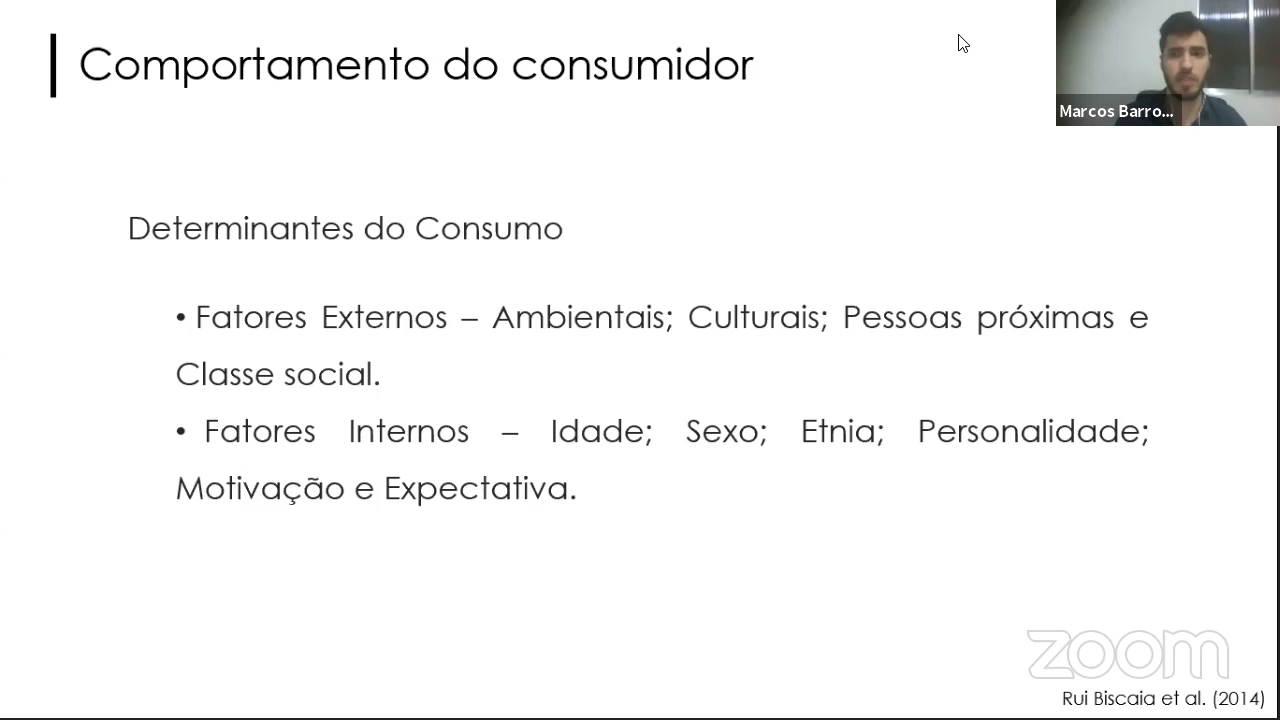 Comportamento do consumidor
Marcos Barro...
Determinantes do Consumo
• Fatores Externos – Ambientais; Culturais; Pessoas próximas e
Classe social.
• Fatores Internos – Idade; Sexo; Etnia; Personalidade;
Motivação e Expectativa.
zoom
Rui Biscaia et al. (2014)